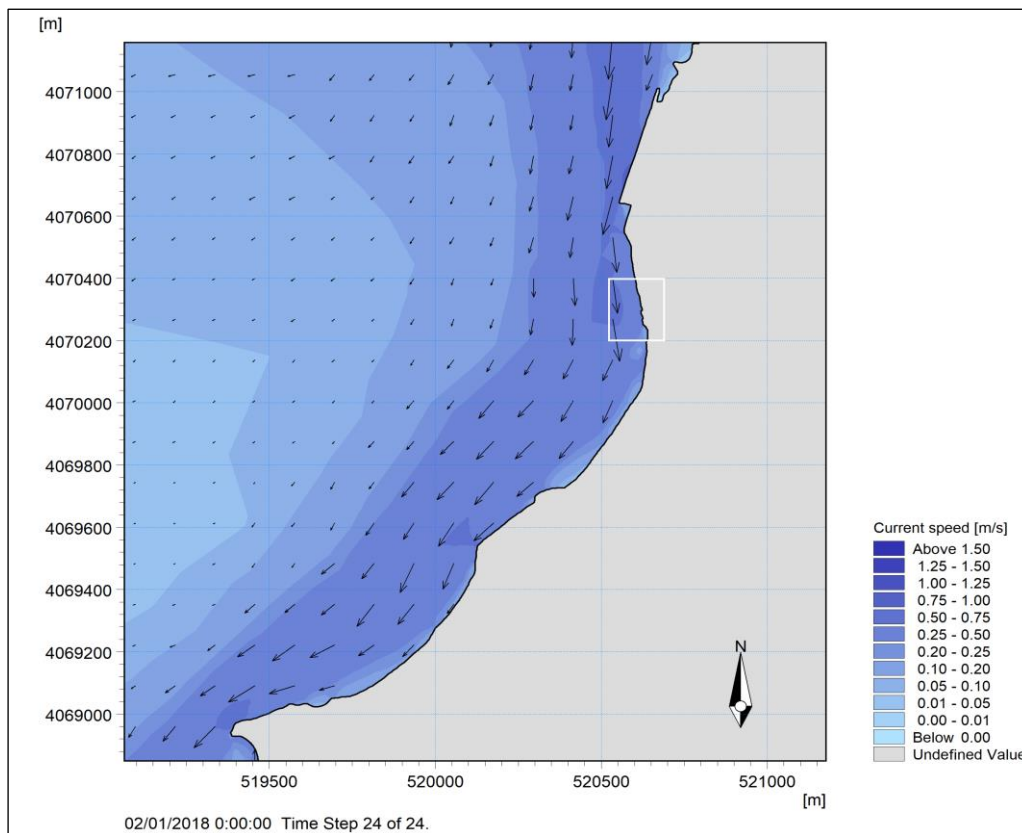 [m]
4071000
4070800
4070600
4070400
4070200
4070000
4069800
4069600
4069400
4069200
4069000
519500 520000 520500 521000
[m]
N
Current speed [m/s]
Above 1.50
1.25 - 1.50
1.00 - 1.25
0.75 - 1.00
0.50 - 0.75
0.25 - 0.50
0.20 - 0.25
0.10 - 0.20
0.05 - 0.10
0.01 - 0.05
0.00 - 0.01
Below 0.00
Undefined Value
02/01/2018 0:00:00 Time Step 24 of 24.